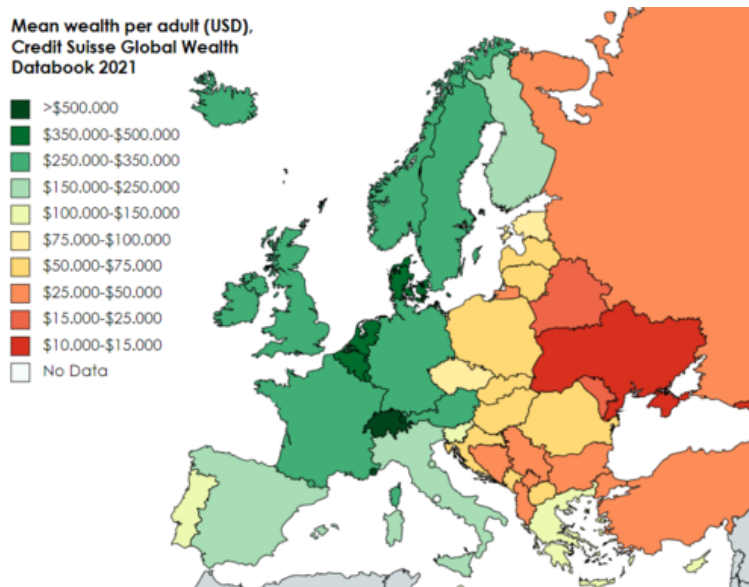 Mean wealth per adult (USD),
Credit Suisse Global Wealth
Databook 2021
>$500.000
$350.000-$500.000
$250.000-$350.000
$150.000-$250.000
$100.000-$150.000
$75.000-$100.000
$50.000-$75.000
$25.000-$50.000
$15.000-$25.000
$10.000-$15.000
No Data